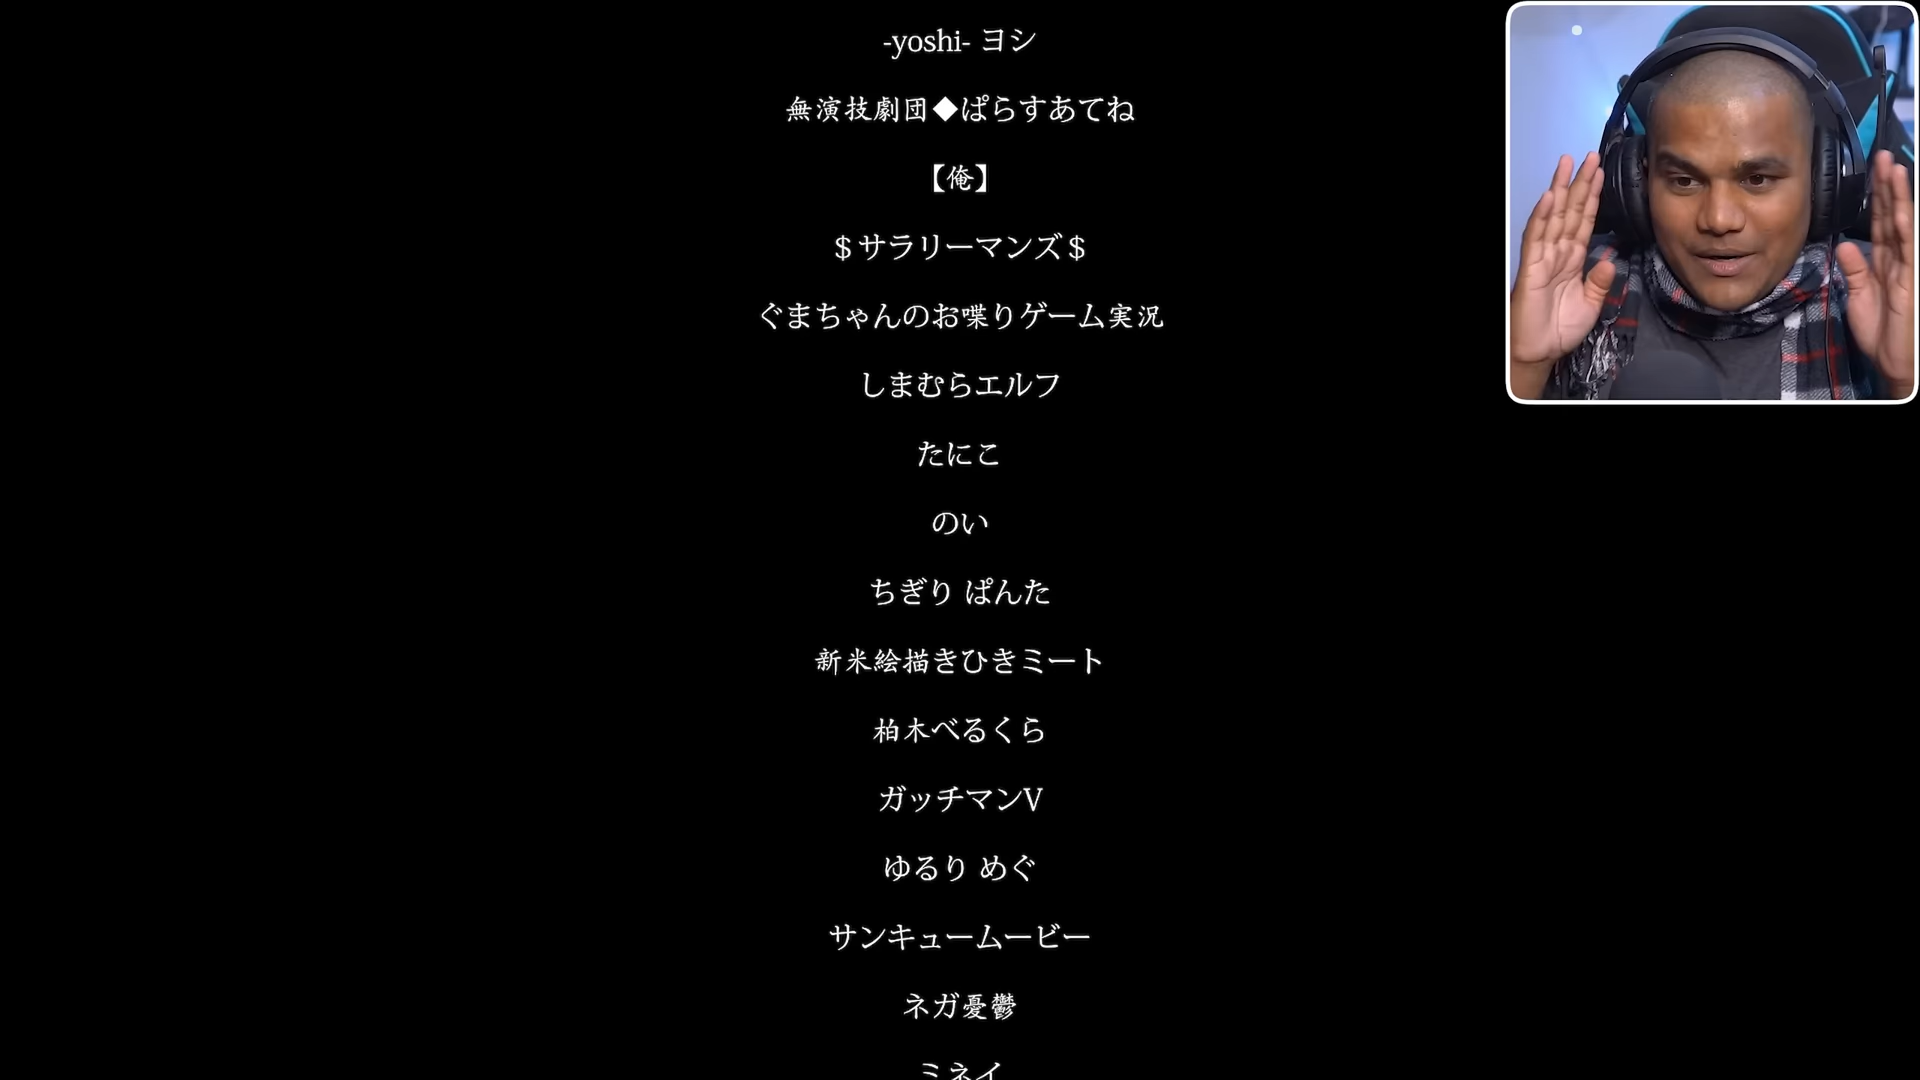 -yoshi- ヨシ
無演技劇団◆ぱらすあてね
【俺】
＄サラリーマンズ＄
ぐまちゃんのお喋りゲーム実況
しまむらエルフ
たにこ
のい
ちぎり ぱんた
新米絵描きひきミート
柏木べるくら
ガッチマンV
ゆるり めぐ
サンキュームービー
ネガ憂鬱
ミネイ